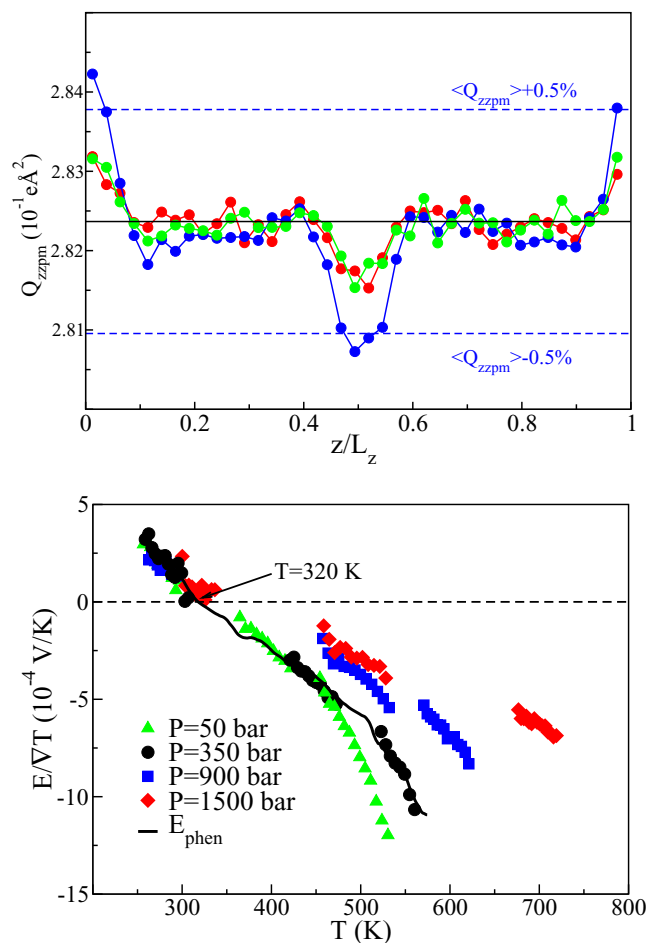 2.84
2.83
2.82
2.81
Q_zzpm (10^-1 eÅ^2)
<Q_zzpm>+0.5%
<Q_zzpm>-0.5%
0 0.2 0.4 0.6 0.8 1
z/L_z
5
0
-5
-10
-15
E/∇T (10^-4 V/K)
T=320 K
P=50 bar
P=350 bar
P=900 bar
P=1500 bar
E_phen
300 400 500 600 700 800
T (K)